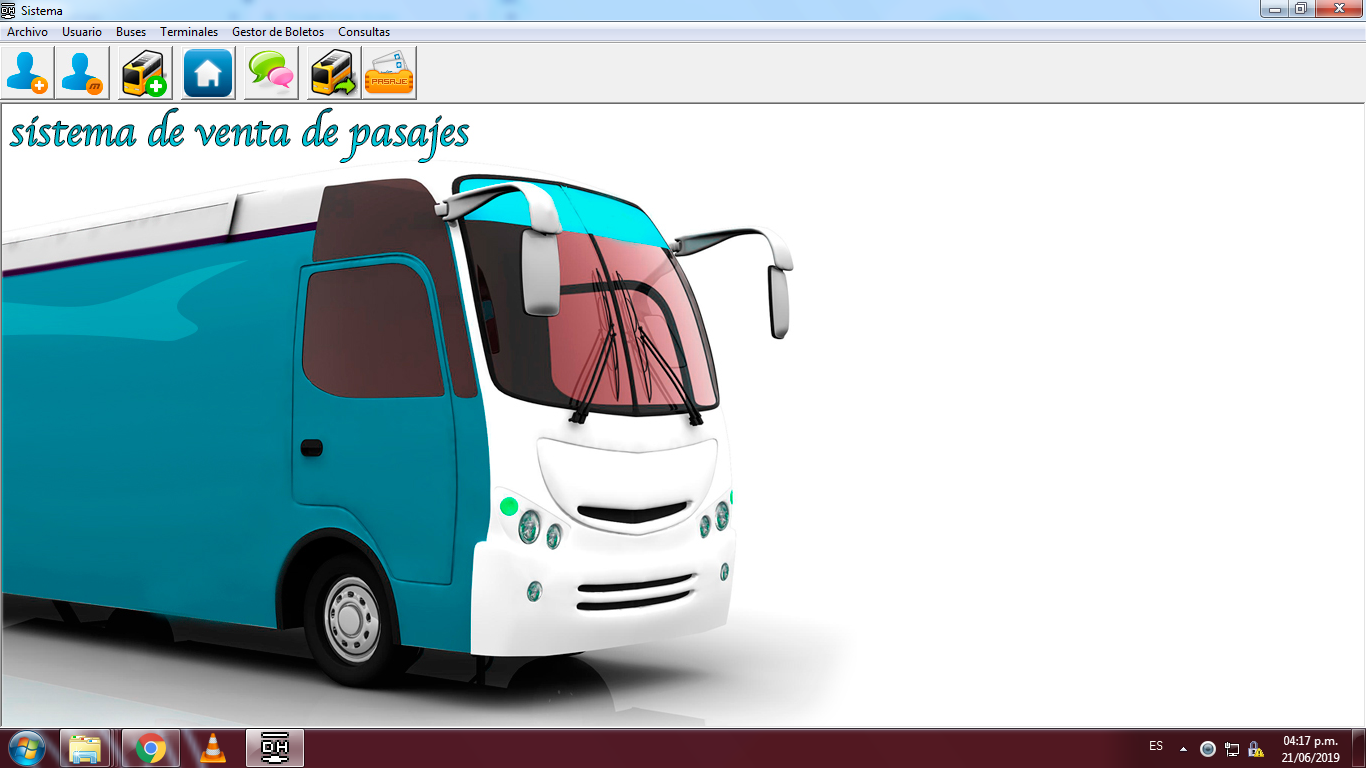 Sistema
Archivo Usuario Buses Terminales Gestor de Boletos Consultas
m
PASAJE
sistema de venta de pasajes
DH
ES
04:17 p.m.
21/06/2019